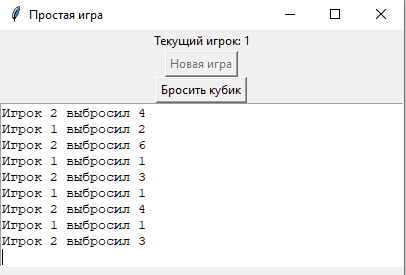 Простая игра
Текущий игрок: 1
Новая игра
Бросить кубик
Игрок 2 выбросил 4
Игрок 1 выбросил 2
Игрок 2 выбросил 6
Игрок 1 выбросил 1
Игрок 2 выбросил 3
Игрок 1 выбросил 1
Игрок 2 выбросил 4
Игрок 1 выбросил 1
Игрок 2 выбросил 3